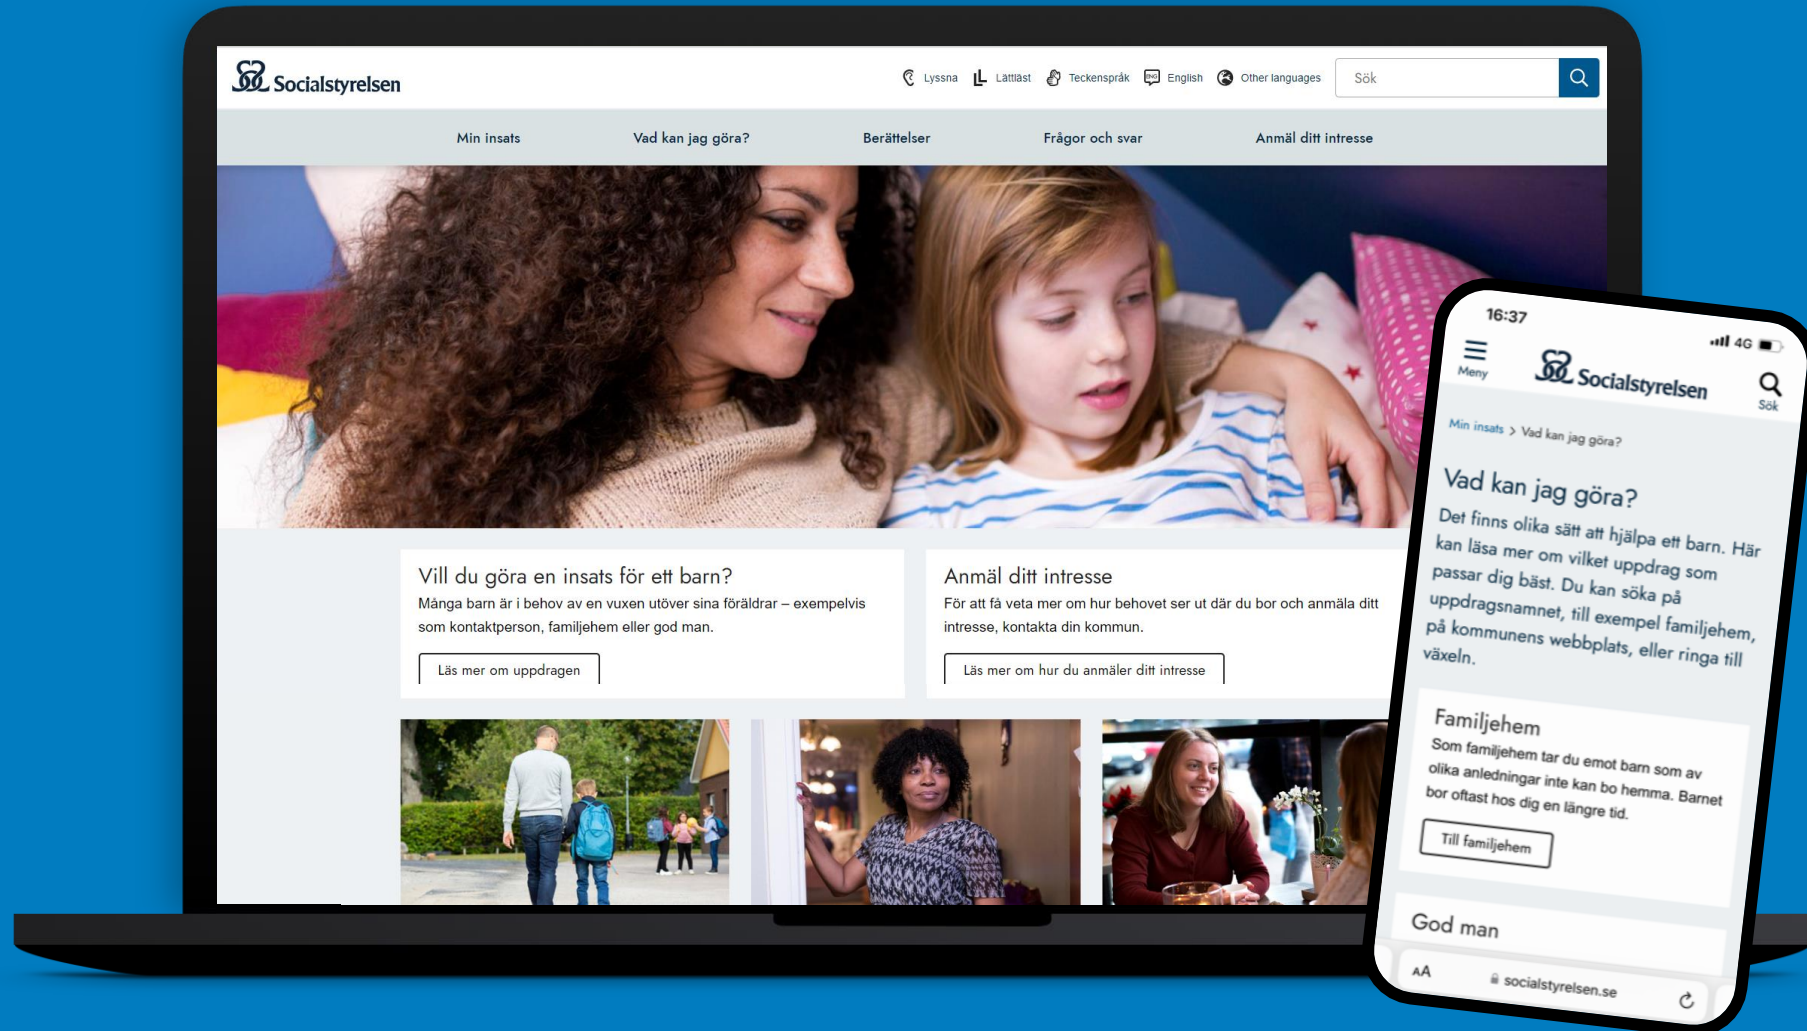 Socialstyrelsen
Lyssna
Lättläst
Teckenspråk
ENG
English
Other languages
Sök
Min insats
Vad kan jag göra?
Berättelser
Frågor och svar
Anmäl ditt intresse
Vill du göra en insats för ett barn?
Många barn är i behov av en vuxen utöver sina föräldrar – exempelvis
som kontaktperson, familjehem eller god man.
Läs mer om uppdragen
Anmäl ditt intresse
För att få veta mer om hur behovet ser ut där du bor och anmäla ditt
intresse, kontakta din kommun.
Läs mer om hur du anmäler ditt intresse
16:37
4G
Meny
Socialstyrelsen
Sök
Min insats > Vad kan jag göra?
Vad kan jag göra?
Det finns olika sätt att hjälpa ett barn. Här
kan läsa mer om vilket uppdrag som
passar dig bäst. Du kan söka på
uppdragsnamnet, till exempel familjehem,
på kommunens webbplats, eller ringa till
växeln.
Familjehem
Som familjehem tar du emot barn som av
olika anledningar inte kan bo hemma. Barnet
bor oftast hos dig en längre tid.
Till familjehem
God man
AA
socialstyrelsen.se